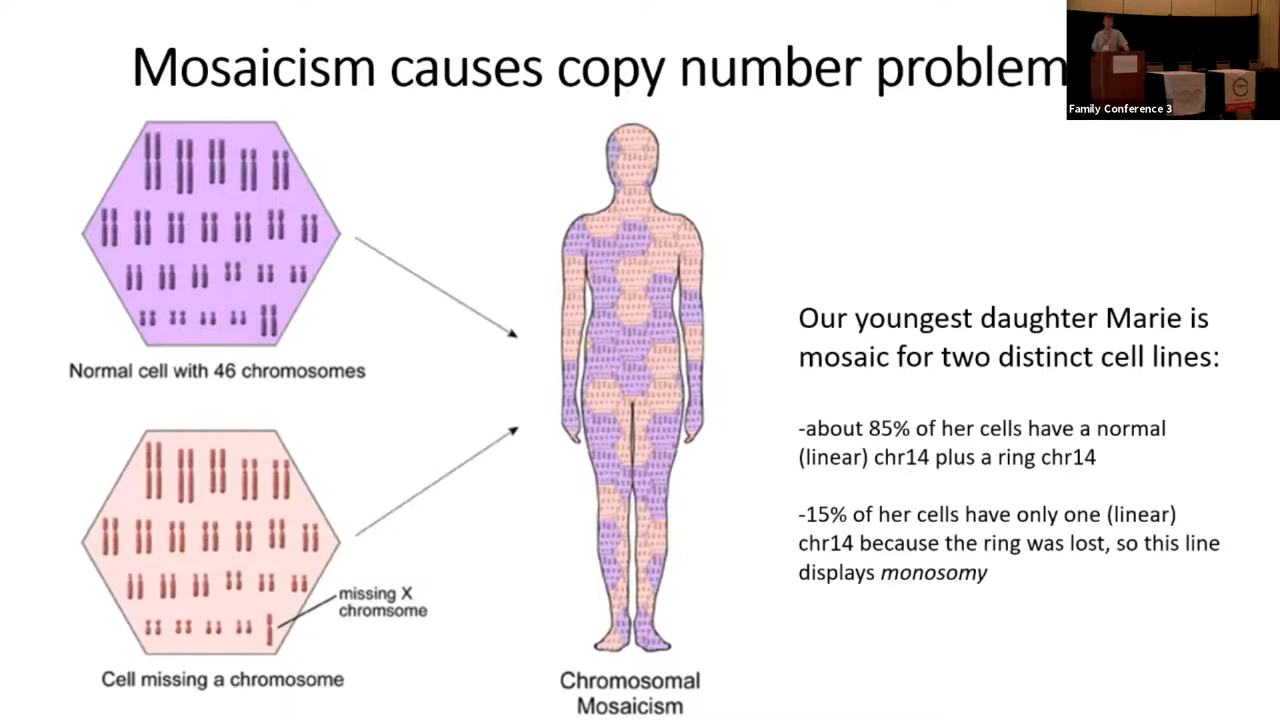 Mosaicism causes copy number problem
Family Conference 3
Normal cell with 46 chromosomes
missing X
chromsome
Cell missing a chromosome
Chromosomal
Mosaicism
Our youngest daughter Marie is
mosaic for two distinct cell lines:
-about 85% of her cells have a normal
(linear) chr14 plus a ring chr14
-15% of her cells have only one (linear)
chr14 because the ring was lost, so this line
displays monosomy